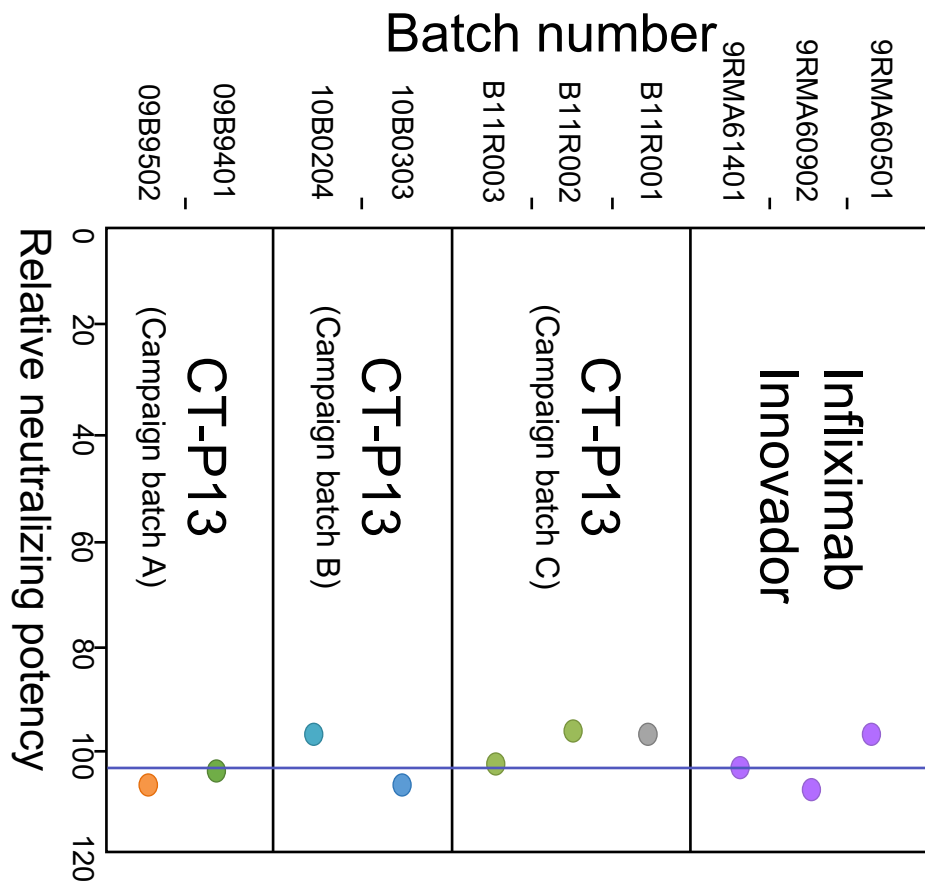 Batch number
9RMA60501
9RMA60902
9RMA61401
B11R001
B11R002
B11R003
10B0303
10B0204
09B9401
09B9502
Infliximab
Innovador
CT-P13
(Campaign batch C)
CT-P13
(Campaign batch B)
CT-P13
(Campaign batch A)
0
20
40
60
80
100
120
Relative neutralizing potency